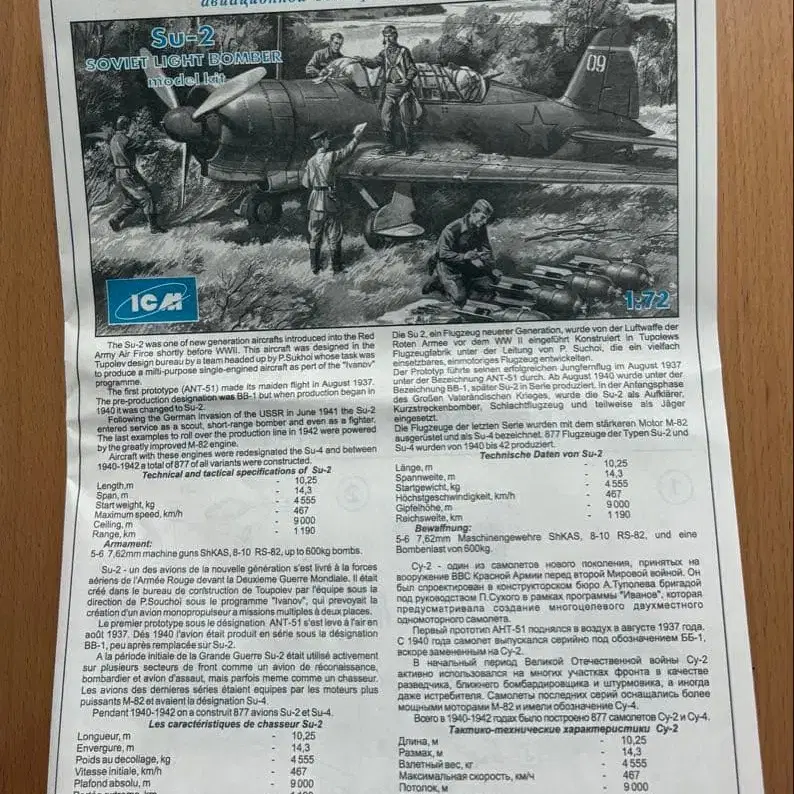 авиационной
Su-2
SOVIET LIGHT BOMBER
model kit
09
ICM
1:72
The Su-2 was one of new generation aircrafts introduced into the Red
Army Air Firce shortly before WWII. This aircraft was designed in the
Tupolev design bureau by a team headed up by P.Sukhoi whose task was
to produce a milti-purpose single-engined aircraft as pert of the "Ivanov"
programme.
The first prototype (ANT-51) made its maiden flight in August 1937.
The pre-production designation was BB-1 but when production began in
1940 it was changed to Su-2.
Following the German Invasion of the USSR in June 1941 the Su-2
entered service as a scout, short-range bomber and even as a fighter.
The last examples to roll over the production line in 1942 were powered
by the greatly improved M-82 engine.
Aircraft with these engines were redesignated the Su-4 and between
1940-1942 a total of 877 of all variants were constructed.
Technical and tactical specifications of Su-2
Length,m - 10,25
Span, m - 14,3
Start weight, kg - 4 555
Maximum speed, km/h - 467
Ceiling, m - 9 000
Range, km - 1 190
Armament:
5-6 7,62mm machine guns ShKAS, 8-10 RS-82, up to 600kg bombs.
Die Su 2, ein Flugzeug neuerer Generation, wurde von der Luftwaffe der
Roten Armee vor dem WW II eingeführt Konstruiert in Tupolews
Flugzeugfabrik unter der Leitung von P. Suchoi, die ein vielfach
einsetzbares, einmotoriges Flugzeug entwickelten.
Der Prototyp führte seinen erfolgreichen Jungfernflug im August 1937
unter der Bezeichnung ANT-51 durch. Ab August 1940 wurde unter der
Bezeichnung BB-1, später Su-2 in Serie produziert. In der Anfangsphase
des Großen Vaterändischen Krieges, wurde die Su-2 als Aufklärer,
Kurzstreckenbomber, Schlachtflugzeug und teilweise als Jäger
eingesetzt.
Die Flugzeuge der letzten Serie wurden mit dem stärkeren Motor M-82
ausgerüstet und als Su-4 bezeichnet. 877 Flugzeuge der Typen Su-2 und
Su-4 wurden von 1940 bis 42 produziert.
Technische Daten von Su-2
Länge, m - 10,25
Spannweite, m - 14,3
Startgewicht, kg - 4 555
Höchstgeschwindigkeit, km/h - 467
Gipfelhöhe, m - 9 000
Reichsweite, km - 1 190
Bewaffnung:
5-6 7,62mm Maschinengewehre ShKAS, 8-10 RS-82, und eine
Bombenlast von 600kg.
Su-2 - un des avions de la nouvelle génération s'est livré à la forces
aériens de l'Armée Rouge devant la Deuxieme Guerre Mondiale. Il était
créé dans le bureau de construction de Toupolev par l'équipe sous la
direction de P.Souchoi sous le programme "Ivanov", qui prevoyait la
création d'un avion monopropulseur a missions multiples à deux places.
Le premier prototype sous le désignation ANT-51 s'est leve à l'air en
août 1937. Dés 1940 l'avion était produit en série sous la désignation
BB-1, peu après remplacée sur Su-2.
A la période initiale de la Grande Guerre Su-2 était utilisé activement
sur plusieurs secteurs de front comme un avion de réconaissance,
bombardier et avion d'assaut, mais parfois meme comme un chasseur.
Les avions des dernieres séries étaient equipes par les moteurs plus
puissants M-82 et avaient la désignation Su-4.
Pendant 1940-1942 on a construit 877 avions Su-2 et Su-4.
Les caractéristiques de chasseur Su-2
Longueur, m - 10,25
Envergure, m - 14,3
Poids au decollage, kg - 4 555
Vitesse initiale, km/h - 467
Plafond absolu, m - 9 000
Су-2 - один из самолетов нового поколения, принятых на
вооружение ВВС Красной Армии перед второй Мировой войной. Он
был спроектирован в конструкторском бюро А.Туполева бригадой
под руководством П.Сухого в рамках программы "Иванов", которая
предусматривала создание многоцелевого двухместного
одномоторного самолета.
Первый прототип АНТ-51 поднялся в воздух в августе 1937 года.
С 1940 года самолет выпускался серийно под обозначением ББ-1,
вскоре замененным на Су-2.
В начальный период Великой Отечественной войны Су-2
активно использовался на многих участках фронта в качестве
разведчика, ближнего бомбардировщика и штурмовика, а иногда
даже истребителя. Самолеты последних серий оснащались более
мощными моторами М-82 и имели обозначение Су-4.
Всего в 1940-1942 годах было построено 877 самолетов Су-2 и Су-4.
Тактико-технические характеристики Су-2
Длина, м - 10,25
Размах, м - 14,3
Взлетный вес, кг - 4 555
Максимальная скорость, км/ч - 467
Потолок, м - 9 000